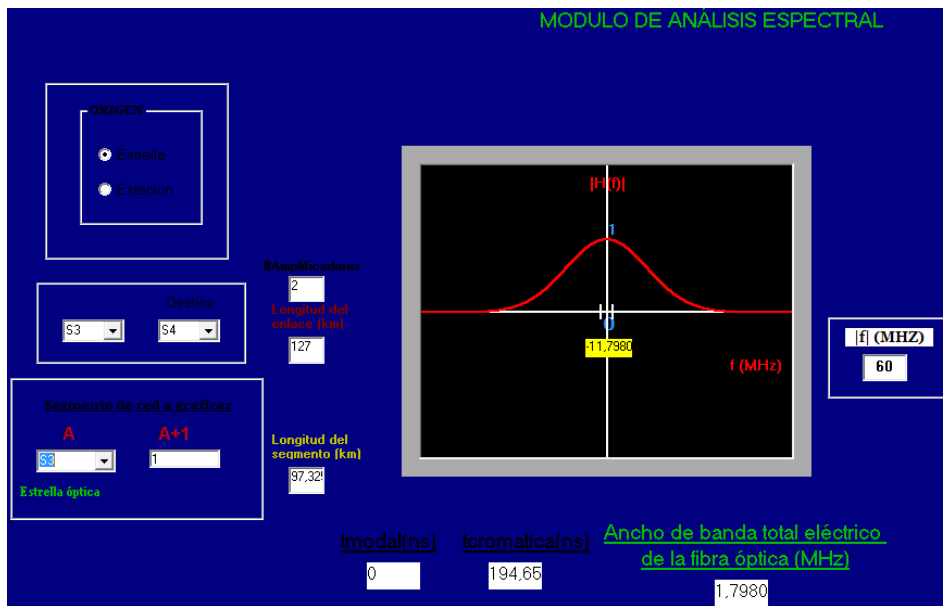 MODULO DE ANÁLISIS ESPECTRAL
ORIGEN
Estrella
Estacion
|H(f)|
1
0
-11,7980
f (MHz)
#Amplificadores
2
Longitud del
enlace (km)
127
Destino
S3
S4
|f| (MHZ)
60
Segmento de red a graficar
A
A+1
S3
1
Estrella óptica
Longitud del
segmento (km)
97,32
tmodal(ns)
0
tcromatica(ns)
194,65
Ancho de banda total eléctrico
de la fibra óptica (MHz)
1,7980